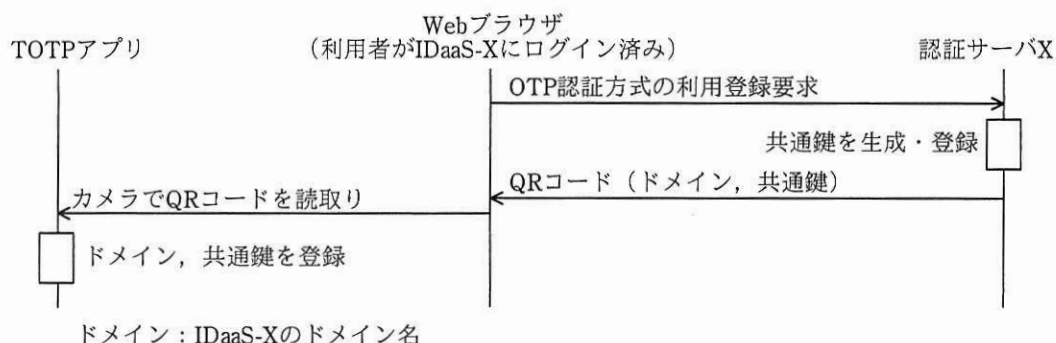 Webブラウザ
TOTPアプリ
(利用者がIDaaS-Xにログイン済み)
認証サーバX
OTP認証方式の利用登録要求
共通鍵を生成・登録
QRコード(ドメイン,共通鍵)
カメラでQRコードを読取り
ドメイン,共通鍵を登録
ドメイン:IDaaS-Xのドメイン名